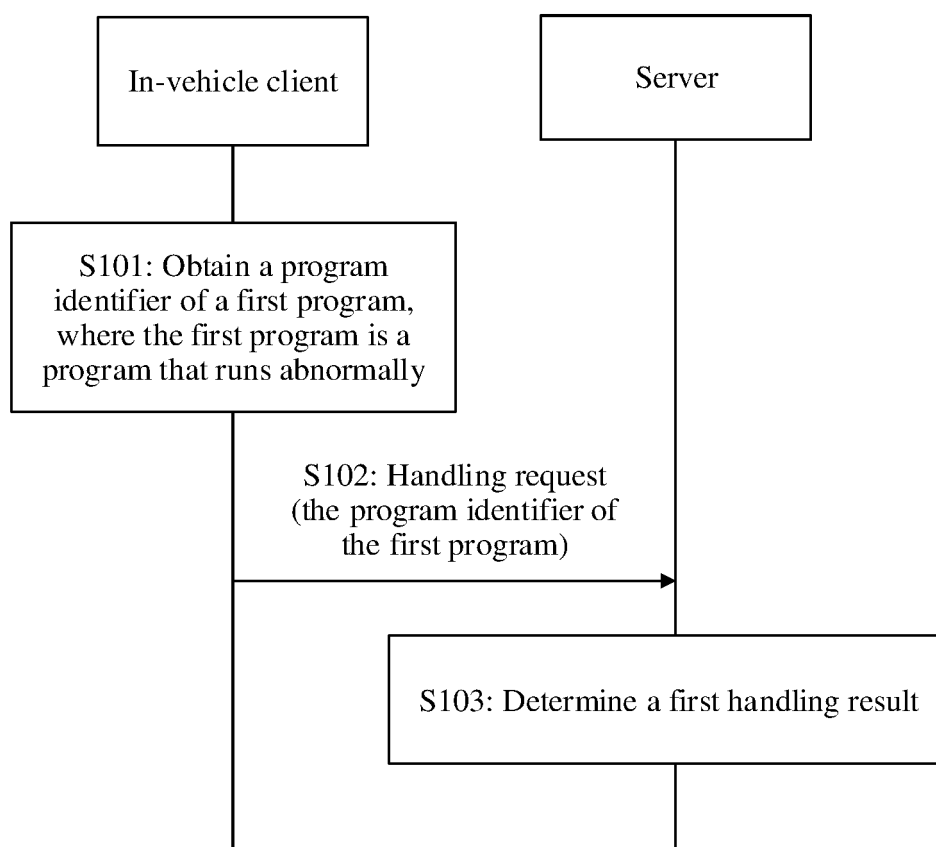 In-vehicle client
Server
S101: Obtain a program
identifier of a first program,
where the first program is a
program that runs abnormally
S102: Handling request
(the program identifier of
the first program)
S103: Determine a first handling result